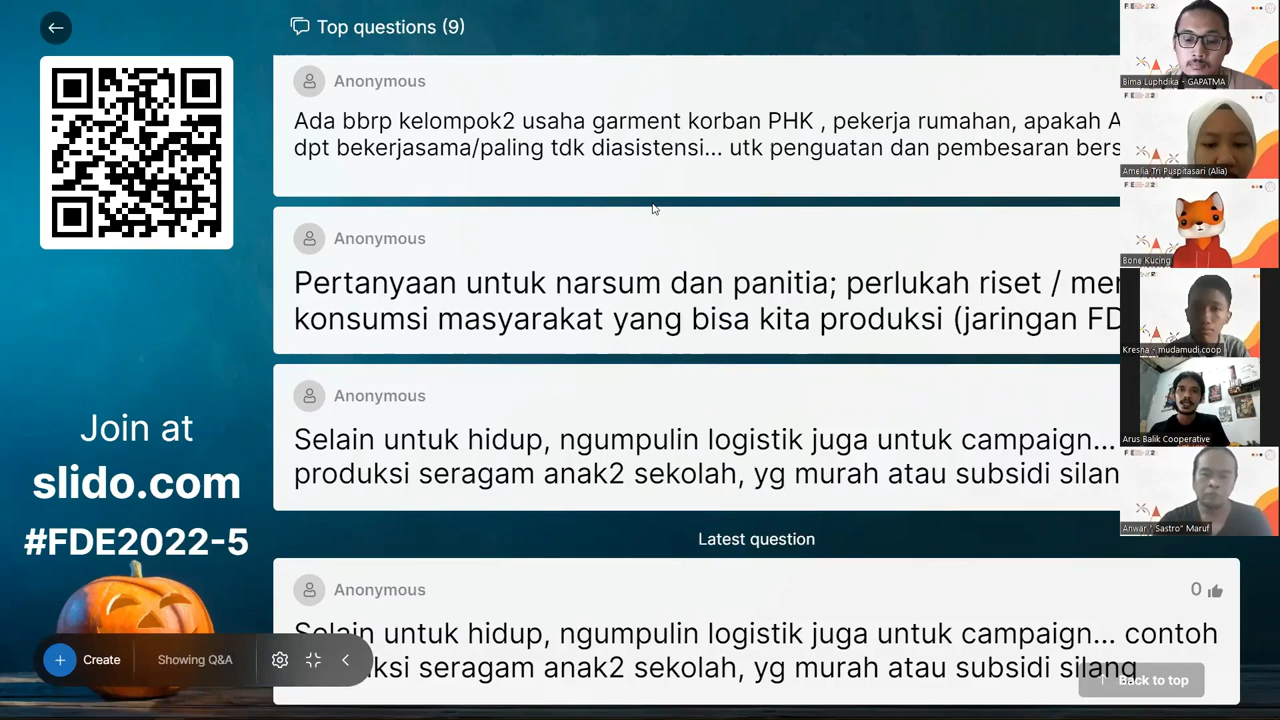 Top questions (9)
Anonymous
Ada bbrp kelompok2 usaha garment korban PHK , pekerja rumahan, apakah A
dpt bekerjasama/paling tdk diasistensi... utk penguatan dan pembesaran bers
Anonymous
Pertanyaan untuk narsum dan panitia; perlukah riset / mer
konsumsi masyarakat yang bisa kita produksi (jaringan FD
Anonymous
Selain untuk hidup, ngumpulin logistik juga untuk campaign...
produksi seragam anak2 sekolah, yg murah atau subsidi silan
Latest question
Anonymous
0
Selain untuk hidup, ngumpulin logistik juga untuk campaign... contoh
ksi seragam anak2 sekolah, yg murah atau subsidi silang
Back to top
Join at
slido.com
#FDE2022-5
Create
Showing Q&A
Bima Luphdika - GAPATMA
Amelia Tri Puspitasari (Alia)
Bone Kucing
Kresna - mudamudi.coop
Arus Balik Cooperative
Anwar " Sastro" Maruf